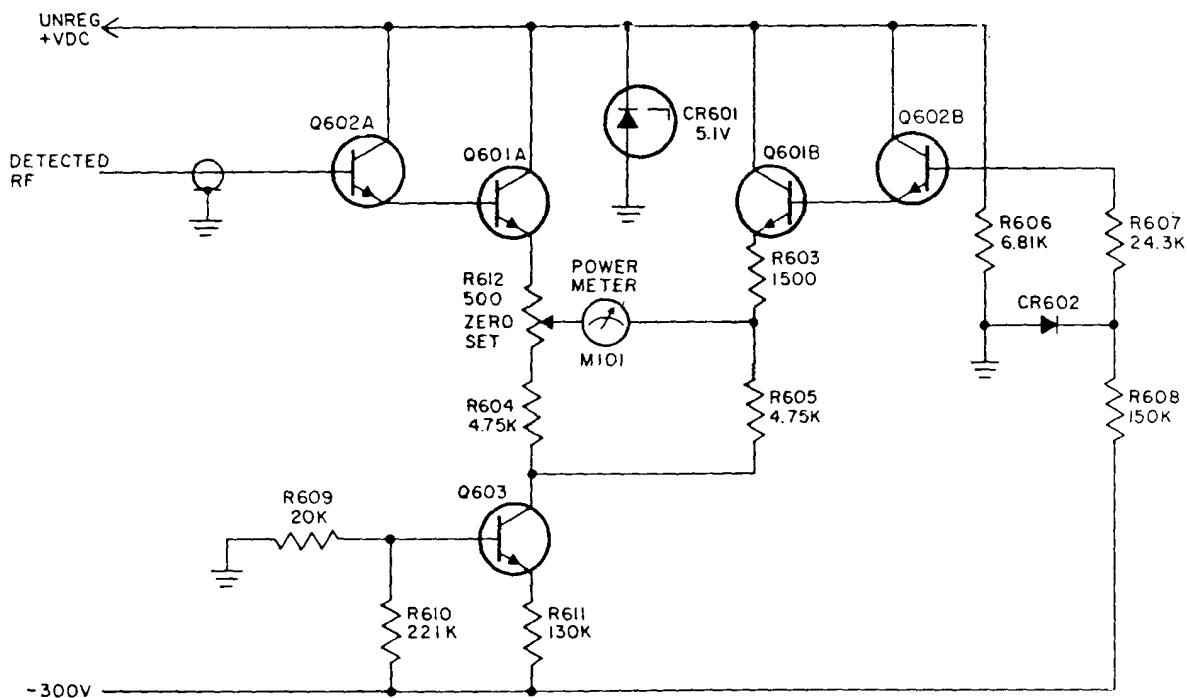 UNREG
+VDC
Q602A
CR601
5.1V
Q602B
Q601A
Q601B
DETECTED
RF
R606
6.81K
R607
24.3K
R603
1500
POWER
METER
R612
500
ZERO
SET
CR602
M101
R604
4.75K
R605
4.75K
R608
150K
Q603
R609
20K
R610
221K
R611
130K
-300V